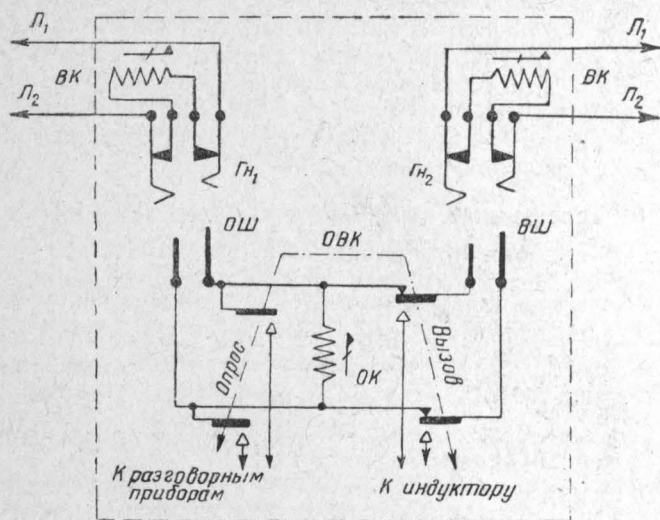 Л₁
Л₁
ВК
ВК
Л₂
Л₂
Гн₁
Гн₂
ОШ
ОВК
ВШ
Опрос
ОК
Вызов
К разговорным
приборам
К индуктору